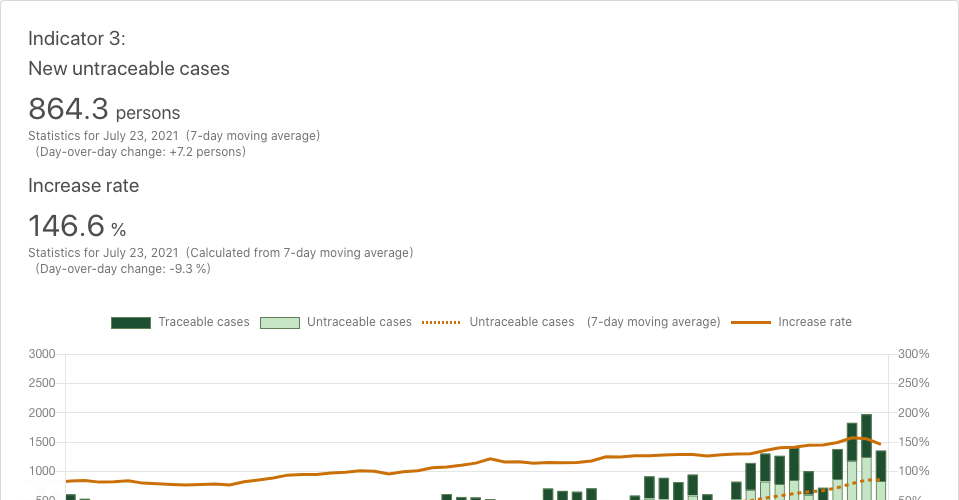 Indicator 3:
New untraceable cases
864.3 persons
Statistics for July 23, 2021 (7-day moving average)
(Day-over-day change: +7.2 persons)
Increase rate
146.6 %
Statistics for July 23, 2021 (Calculated from 7-day moving average)
(Day-over-day change: -9.3 %)
Traceable cases Untraceable cases Untraceable cases (7-day moving average) Increase rate
3000 300%
2500 250%
2000 200%
1500 150%
1000 100%
500 50%